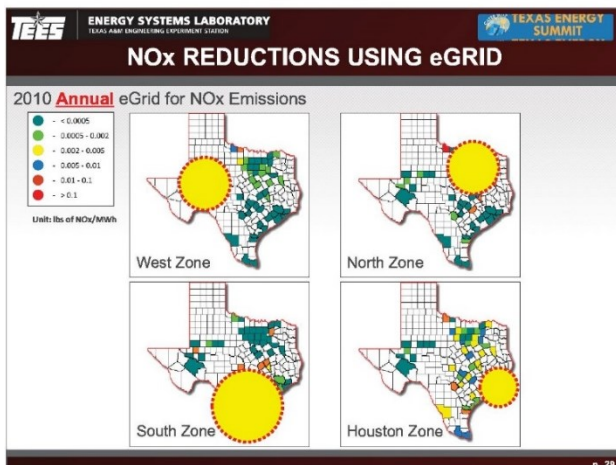 TEES
ENERGY SYSTEMS LABORATORY
TEXAS A&M ENGINEERING EXPERIMENT STATION
TEXAS ENERGY
SUMMIT
NOx REDUCTIONS USING eGRID
2010 Annual eGrid for NOx Emissions
- < 0.0005
- 0.0005 - 0.002
- 0.002 - 0.005
- 0.005 - 0.01
- 0.01 - 0.1
- > 0.1
Unit: lbs of NOx/MWh
West Zone
North Zone
South Zone
Houston Zone